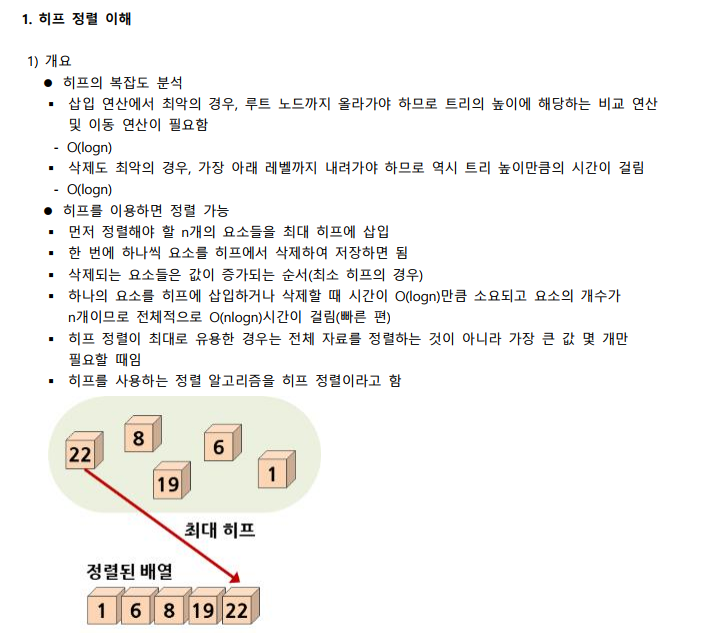 1. 히프 정렬 이해
1) 개요
● 히프의 복잡도 분석
▪ 삽입 연산에서 최악의 경우, 루트 노드까지 올라가야 하므로 트리의 높이에 해당하는 비교 연산
및 이동 연산이 필요함
- O(logn)
▪ 삭제도 최악의 경우, 가장 아래 레벨까지 내려가야 하므로 역시 트리 높이만큼의 시간이 걸림
- O(logn)
● 히프를 이용하면 정렬 가능
▪ 먼저 정렬해야 할 n개의 요소들을 최대 히프에 삽입
▪ 한 번에 하나씩 요소를 히프에서 삭제하여 저장하면 됨
▪ 삭제되는 요소들은 값이 증가되는 순서(최소 히프의 경우)
▪ 하나의 요소를 히프에 삽입하거나 삭제할 때 시간이 O(logn)만큼 소요되고 요소의 개수가
n개이므로 전체적으로 O(nlogn)시간이 걸림(빠른 편)
▪ 히프 정렬이 최대로 유용한 경우는 전체 자료를 정렬하는 것이 아니라 가장 큰 값 몇 개만
필요할 때임
▪ 히프를 사용하는 정렬 알고리즘을 히프 정렬이라고 함
22
8
19
6
1
최대 히프
정렬된 배열
1 6 8 19 22